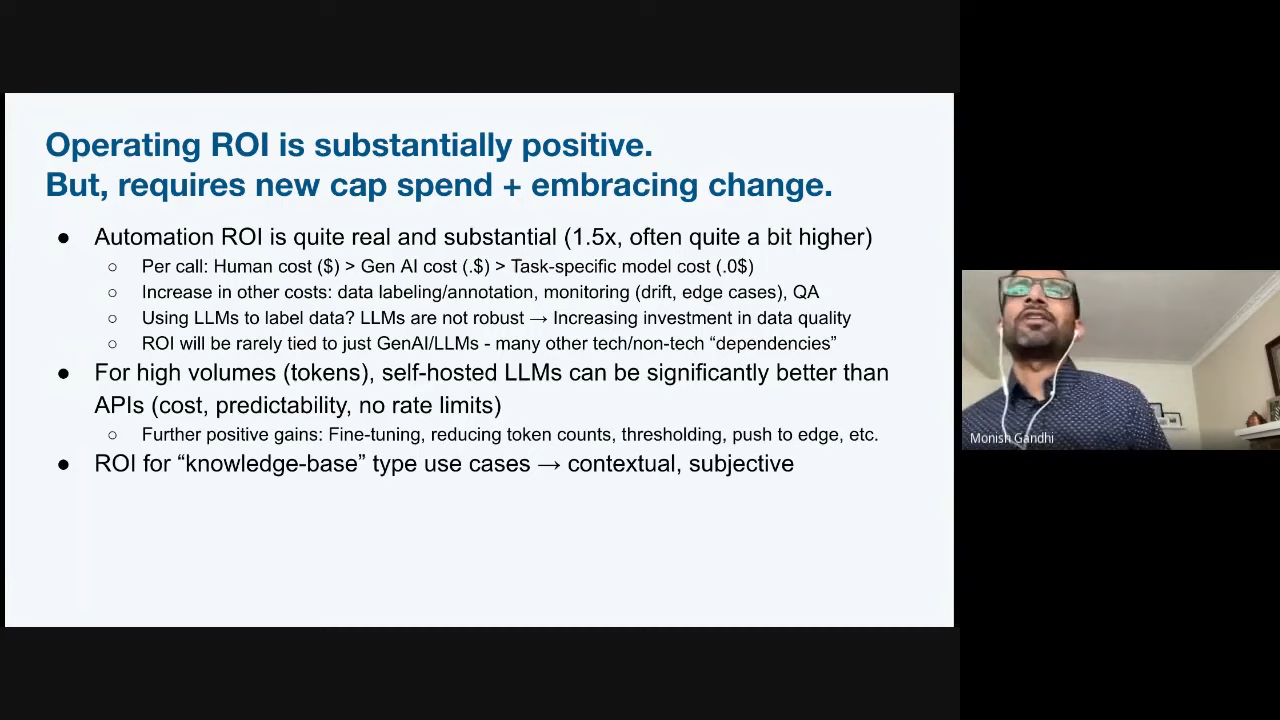 Operating ROI is substantially positive.
But, requires new cap spend + embracing change.
● Automation ROI is quite real and substantial (1.5x, often quite a bit higher)
○ Per call: Human cost ($) > Gen AI cost (.$) > Task-specific model cost (.0$)
○ Increase in other costs: data labeling/annotation, monitoring (drift, edge cases), QA
○ Using LLMs to label data? LLMs are not robust → Increasing investment in data quality
○ ROI will be rarely tied to just GenAI/LLMs - many other tech/non-tech “dependencies”
● For high volumes (tokens), self-hosted LLMs can be significantly better than
APIs (cost, predictability, no rate limits)
○ Further positive gains: Fine-tuning, reducing token counts, thresholding, push to edge, etc.
● ROI for “knowledge-base” type use cases → contextual, subjective
Monish Gandhi